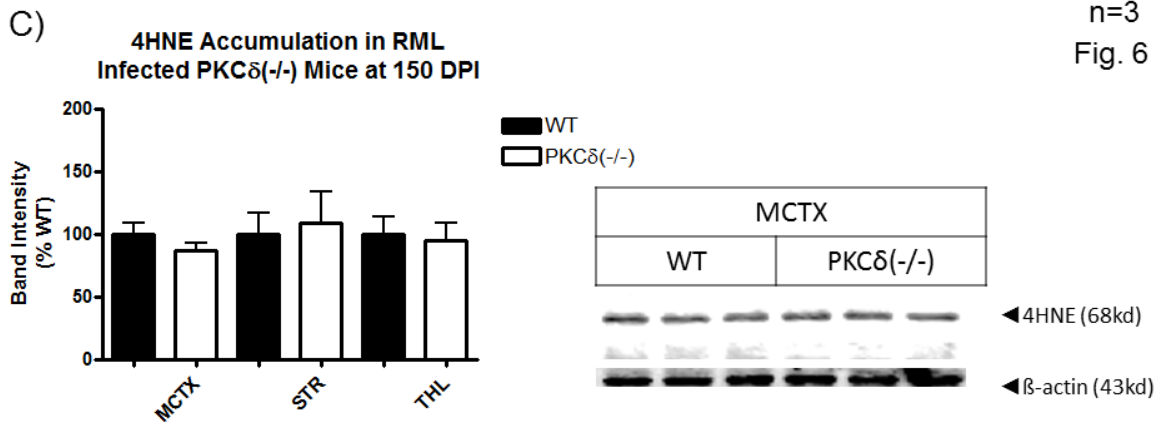 C)
n=3
Fig. 6
4HNE Accumulation in RML
Infected PKCδ(-/-) Mice at 150 DPI
Band Intensity
(% WT)
200
150
100
50
0
MCTX
STR
THL
WT
PKCδ(-/-)
MCTX
WT PKCδ(-/-)
◄4HNE (68kd)
◄ß-actin (43kd)